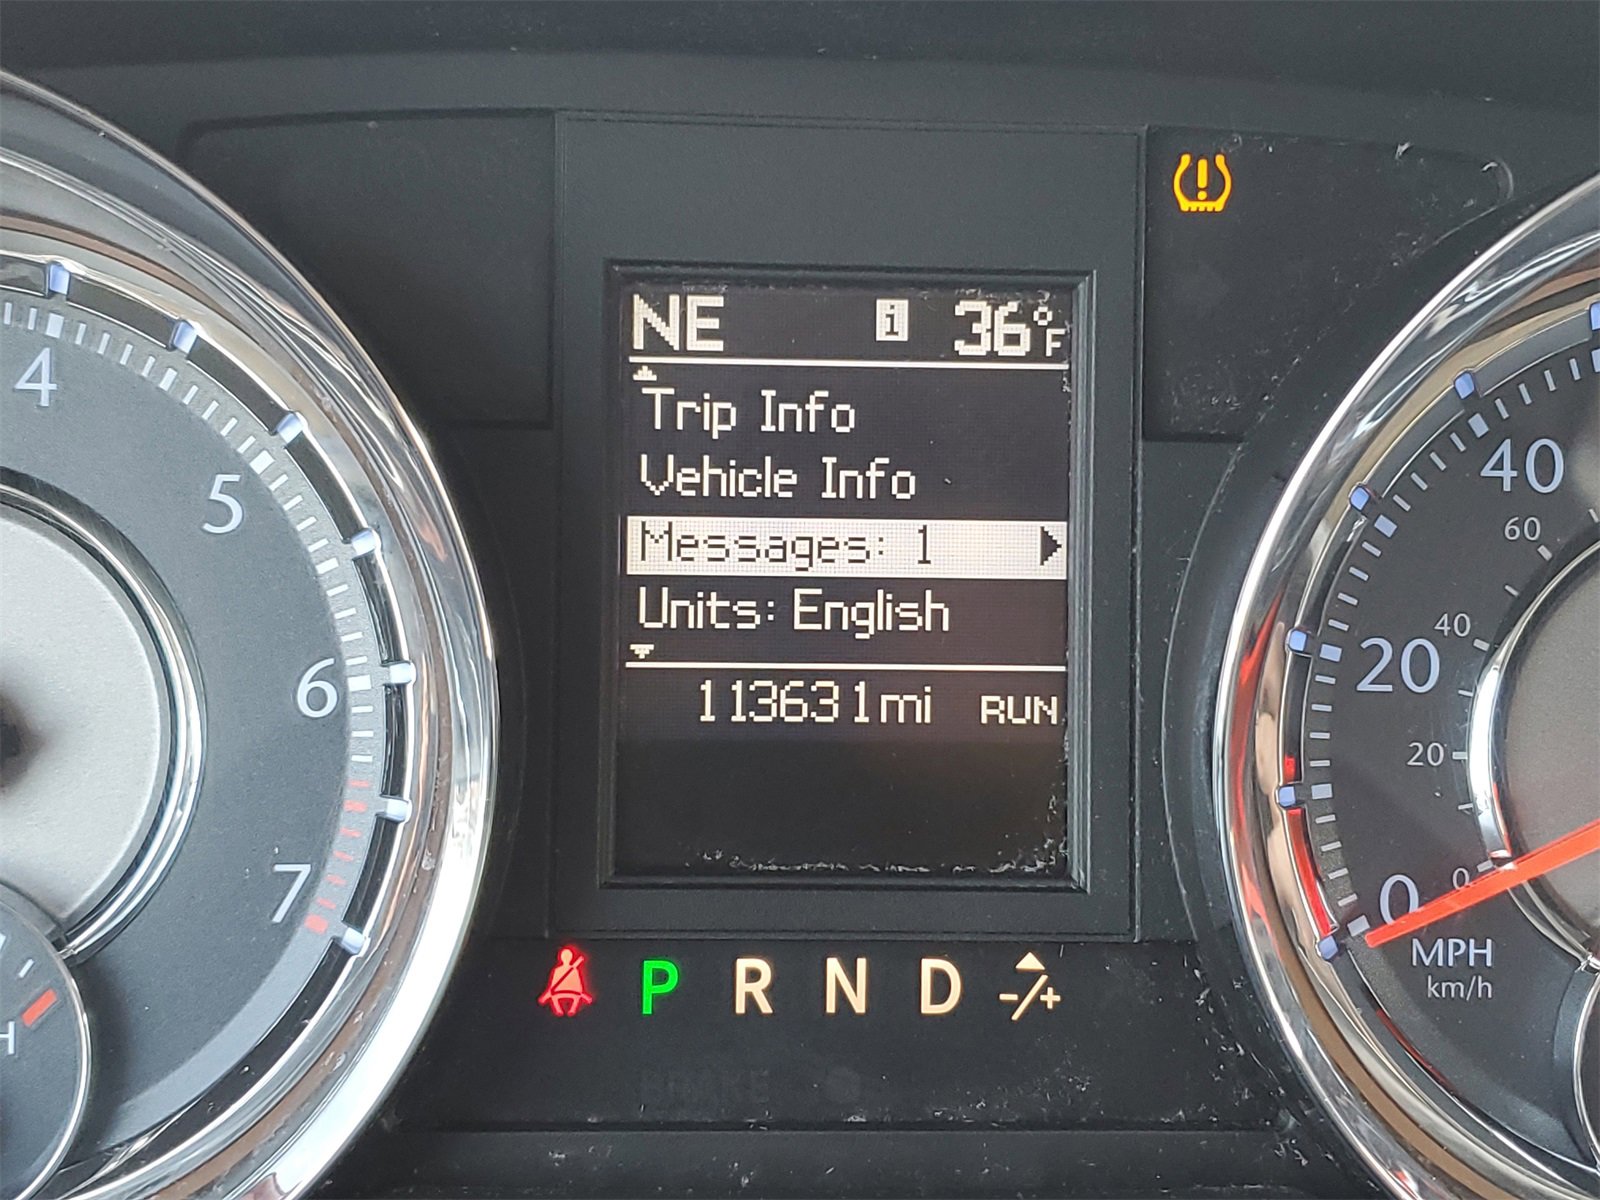 NE i 36°F
Trip Info
Vehicle Info
Messages: 1
Units: English
113631mi RUN
P R N D -/+
4
5
6
7
H
40
60
40
20
20
0
0
MPH
km/h